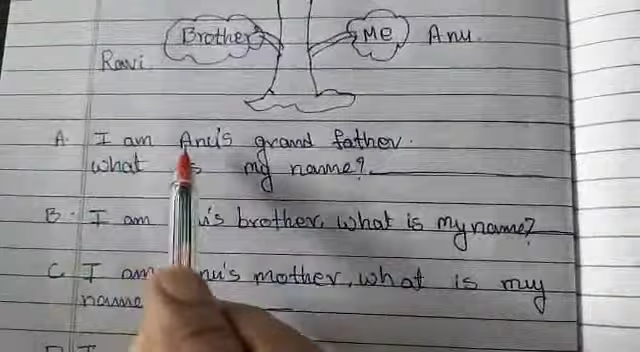 Brother Me Anu
Ravi
A. I am Anu's grand father.
what my name?
B. I am brother, what is my name?
C. I am mother, what is my
name